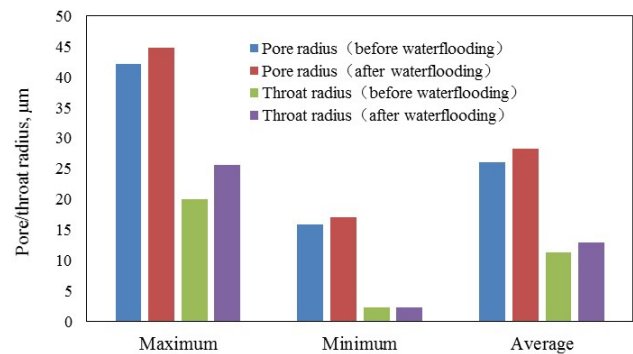 50
45
40
35
30
25
20
15
10
5
0
Pore/throat radius, μm
Pore radius（before waterflooding）
Pore radius（after waterflooding）
Throat radius（before waterflooding）
Throat radius（after waterflooding）
Maximum Minimum Average